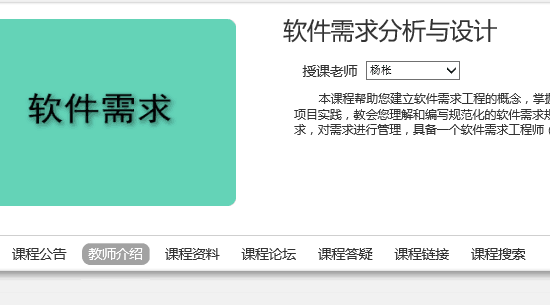 软件需求分析与设计
软件需求
授课老师 杨枨
本课程帮助您建立软件需求工程的概念，掌握
项目实践，教会您理解和编写规范化的软件需求规
求，对需求进行管理，具备一个软件需求工程师（
课程公告 教师介绍 课程资料 课程论坛 课程答疑 课程链接 课程搜索